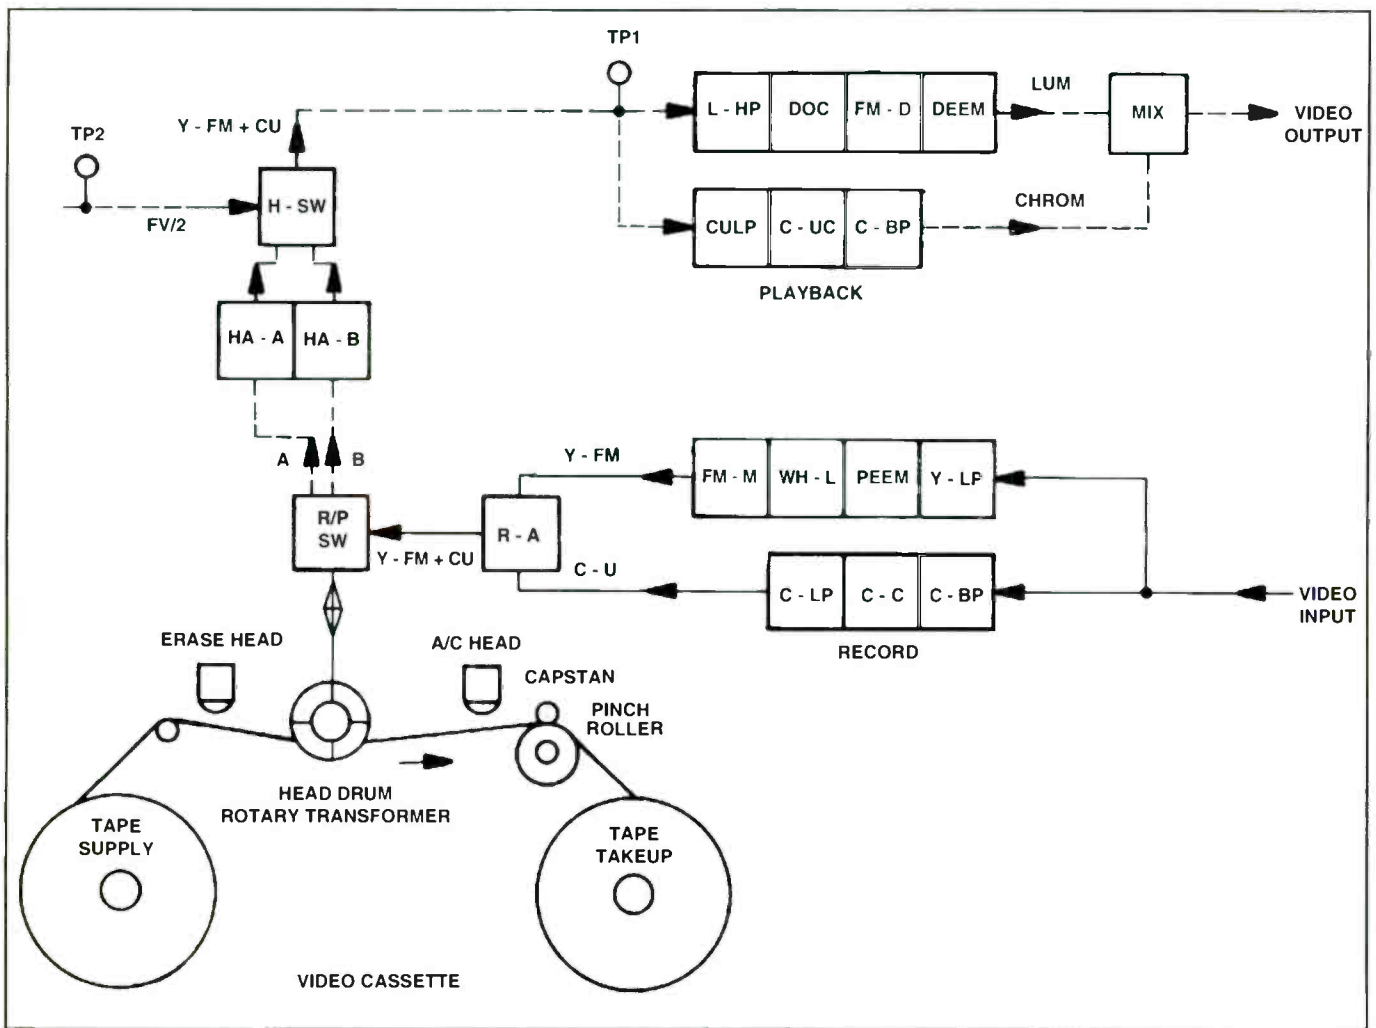 TP1
TP2
Y - FM + CU
L - HP
DOC
FM - D
DEEM
LUM
MIX
VIDEO
OUTPUT
FV/2
H - SW
CULP
C - UC
C - BP
CHROM
PLAYBACK
HA - A
HA - B
A
B
R/P
SW
Y - FM + CU
R - A
Y - FM
C - U
FM - M
WH - L
PEEM
Y - LP
C - LP
C - C
C - BP
RECORD
VIDEO
INPUT
ERASE HEAD
A/C HEAD
CAPSTAN
PINCH
ROLLER
HEAD DRUM
ROTARY TRANSFORMER
TAPE
SUPPLY
TAPE
TAKEUP
VIDEO CASSETTE